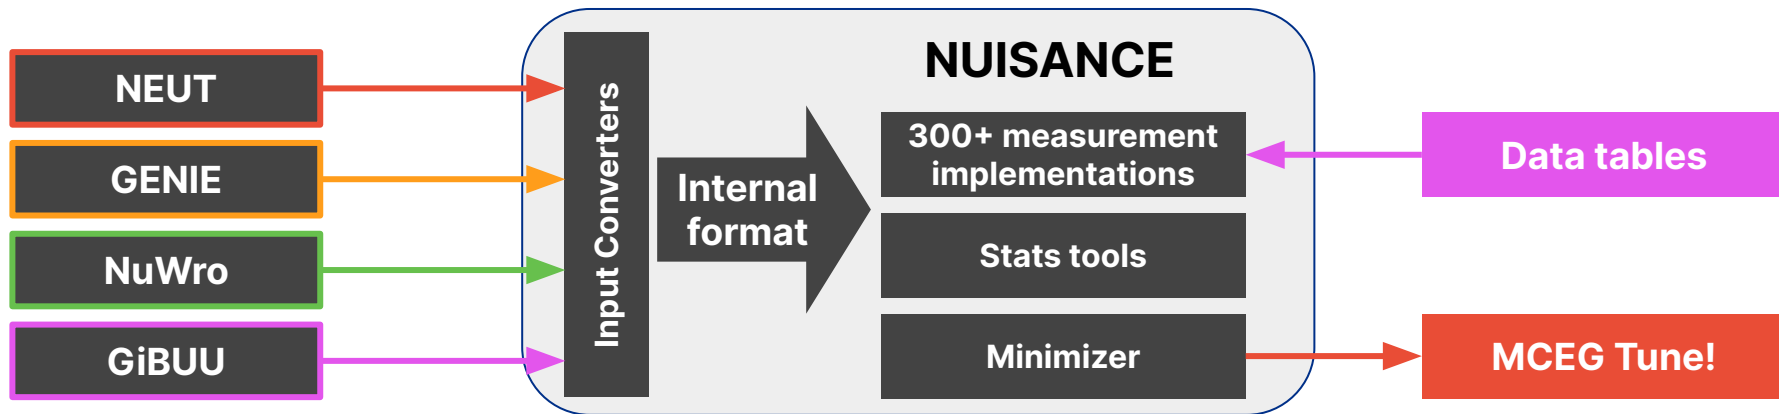 NEUT
GENIE
NuWro
GiBUU
Input Converters
Internal
format
NUISANCE
300+ measurement
implementations
Stats tools
Minimizer
Data tables
MCEG Tune!